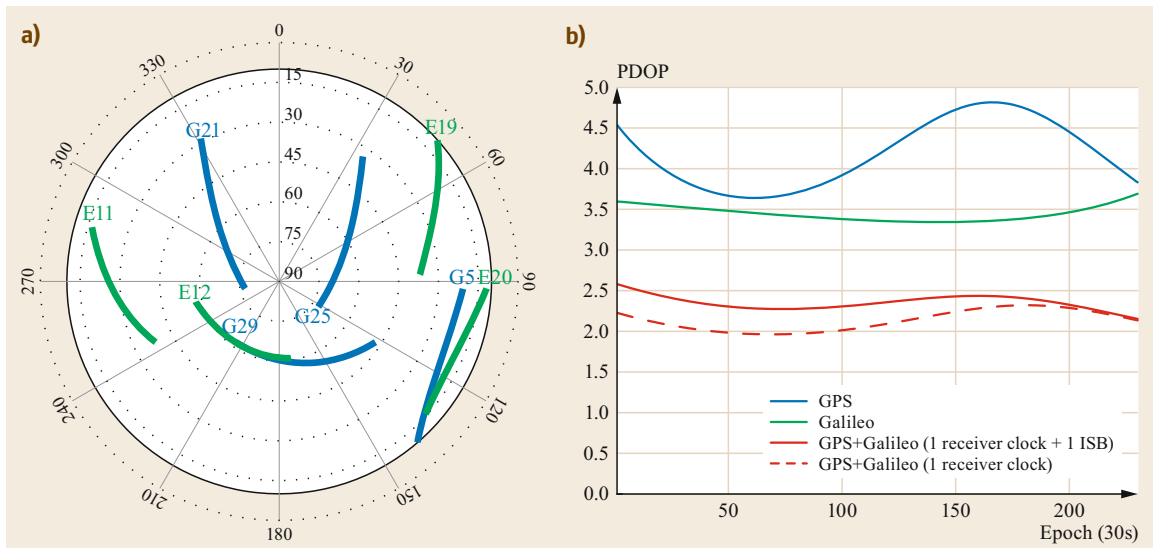 a)
0
330
30
15
30
45
60
75
90
300
60
270
90
240
120
210
150
180
G21
E19
E11
G5
E20
E12
G29
G25
b)
PDOP
5.0
4.5
4.0
3.5
3.0
2.5
2.0
1.5
1.0
0.5
0.0
GPS
Galileo
GPS+Galileo (1 receiver clock + 1 ISB)
GPS+Galileo (1 receiver clock)
50
100
150
200
Epoch (30s)